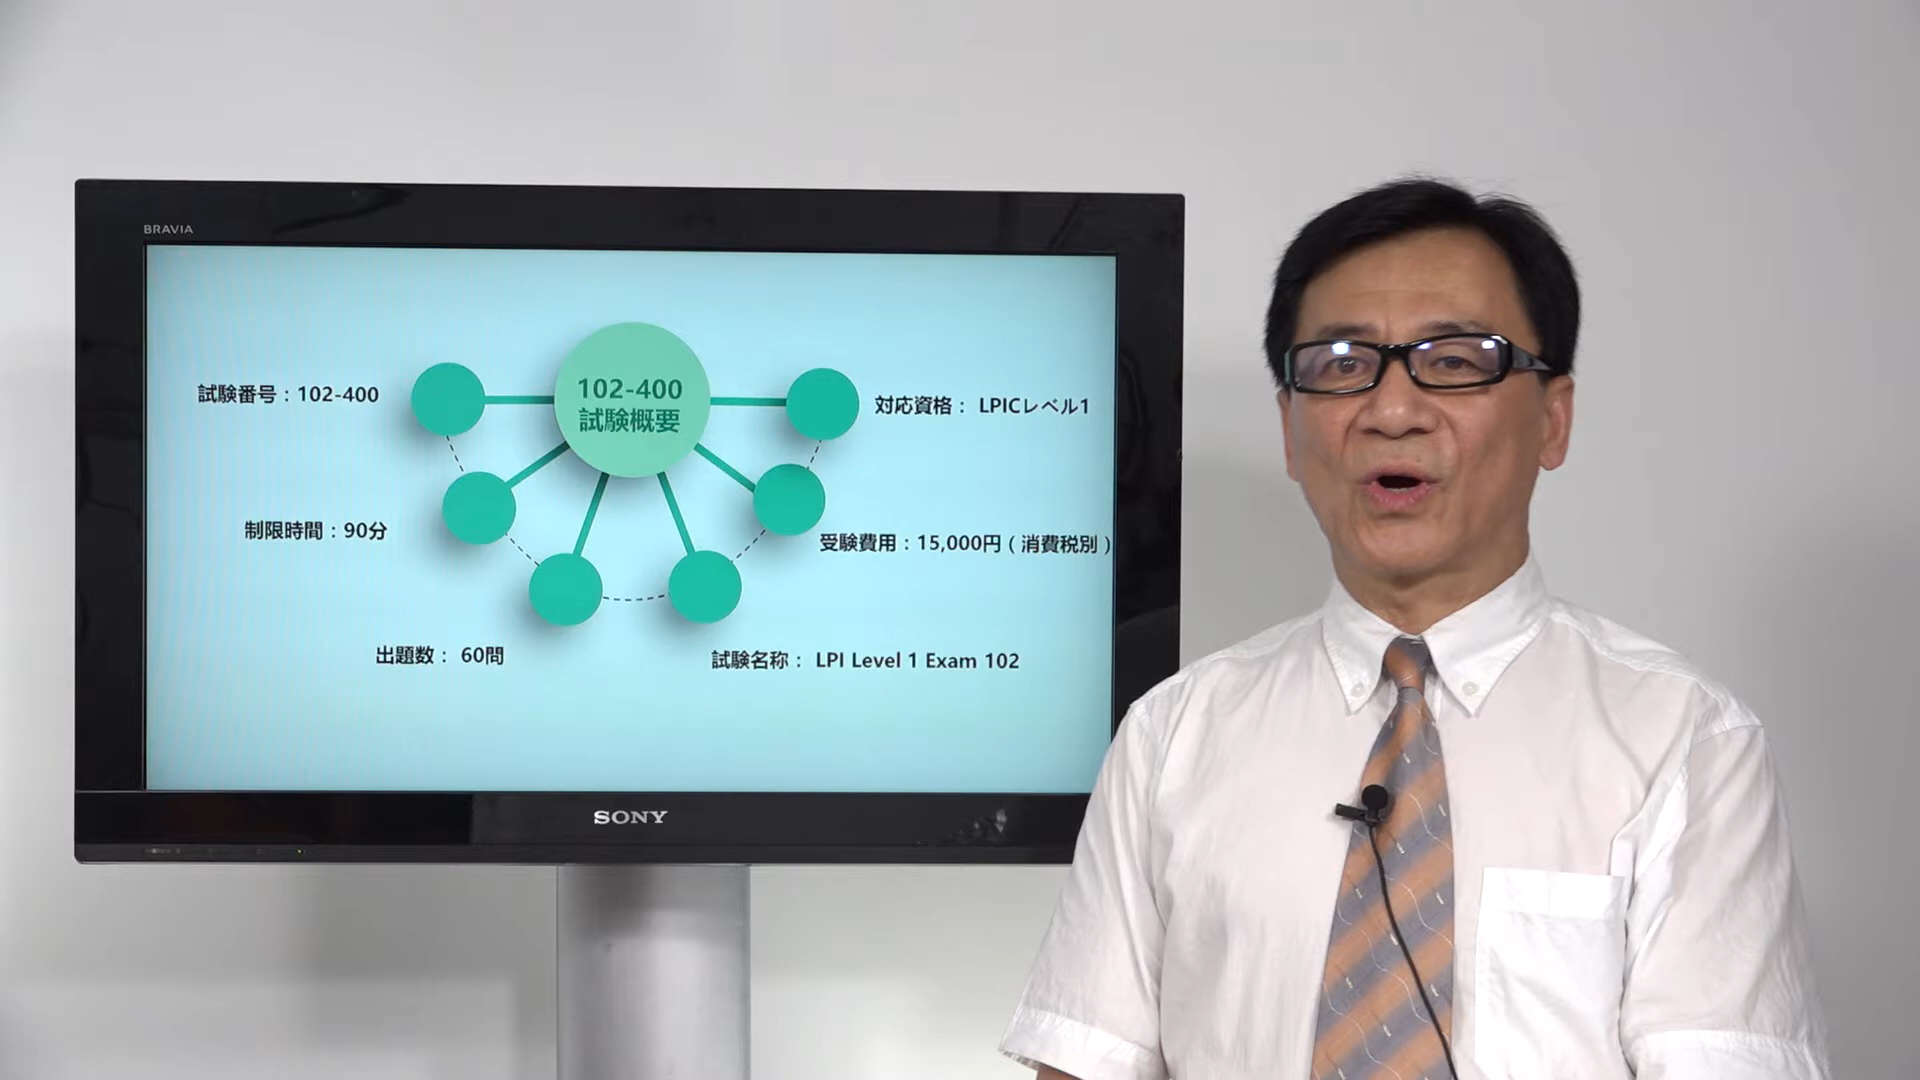 BRAVIA
102-400
試験概要
試験番号：102-400
対応資格： LPICレベル1
制限時間：90分
受験費用：15,000円（消費税別）
出題数： 60問
試験名称： LPI Level 1 Exam 102
SONY